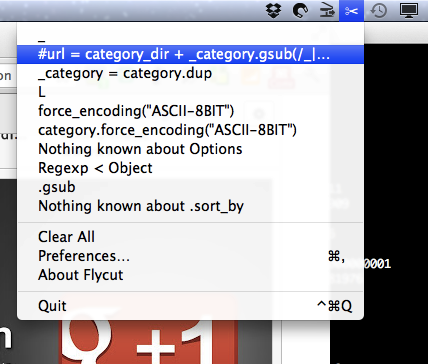 _
#url = category_dir + _category.gsub(/_|...
_category = category.dup
L
force_encoding("ASCII-8BIT")
category.force_encoding("ASCII-8BIT")
Nothing known about Options
Regexp < Object
.gsub
Nothing known about .sort_by
Clear All
Preferences... ⌘,
About Flycut
Quit ^⌘Q
+1